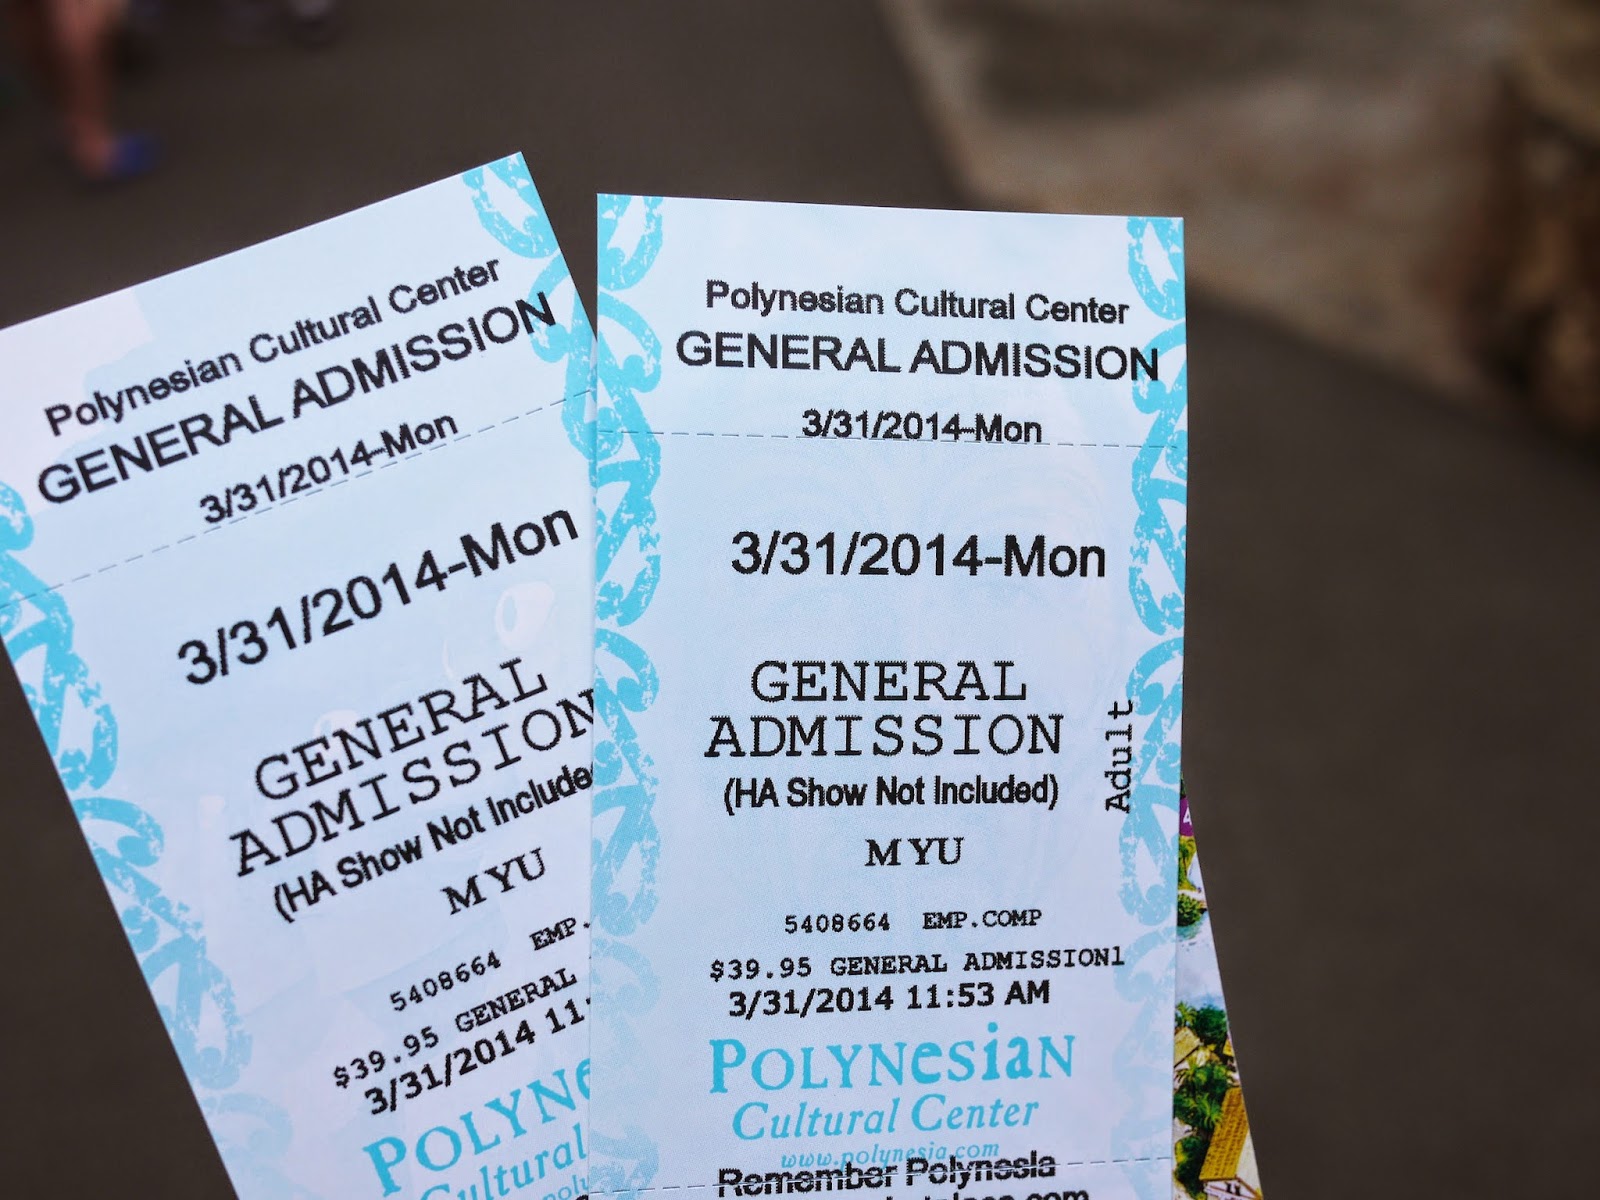 Polynesian Cultural Center
GENERAL ADMISSION
3/31/2014-Mon
3/31/2014-Mon
GENERAL
ADMISSION
(HA Show Not Include
M YU
5408664 EMP.
$39.95 GENERAL
3/31/2014 11:
POLYNe
Cultural
Polynesian Cultural Center
GENERAL ADMISSION
3/31/2014-Mon
3/31/2014-Mon
GENERAL
ADMISSION
(HA Show Not Included)
Adult
M YU
5408664 EMP.COMP
$39.95 GENERAL ADMISSION1
3/31/2014 11:53 AM
POLYNesiaN
Cultural Center
www.polynesia.com
Remember Polynesia